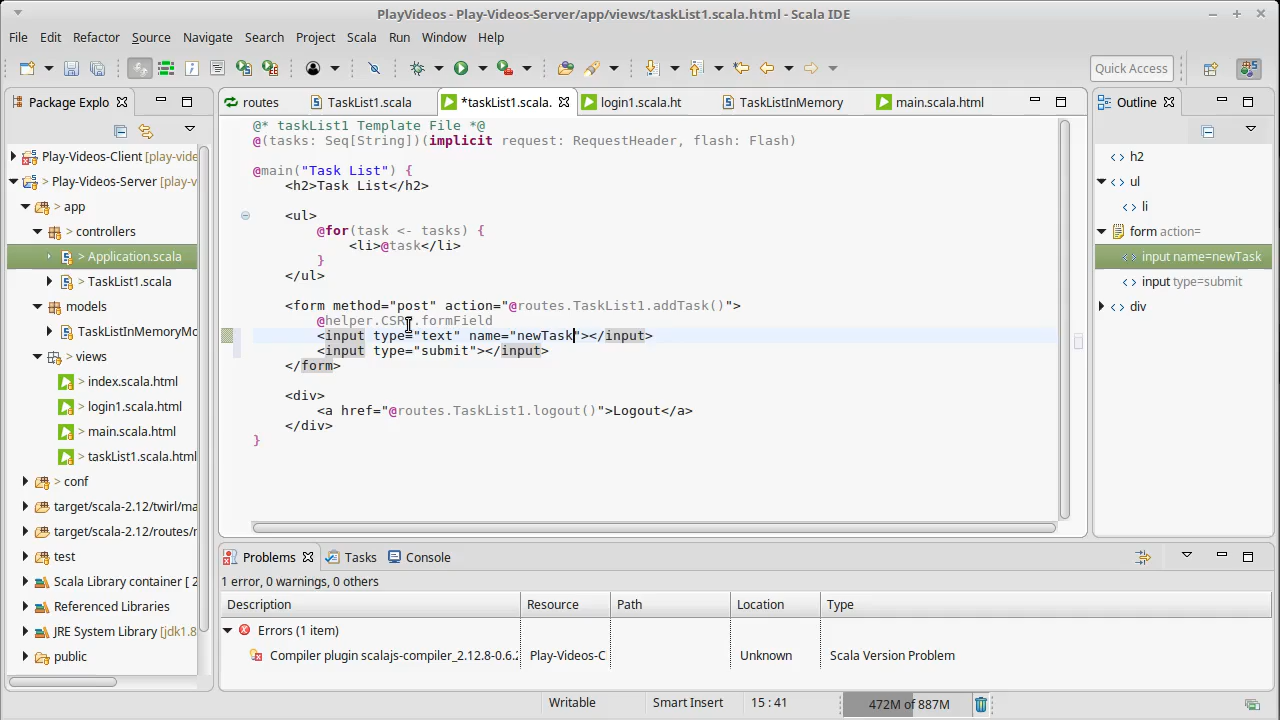 PlayVideos - Play-Videos-Server/app/views/taskList1.scala.html - Scala IDE
File Edit Refactor Source Navigate Search Project Scala Run Window Help
Quick Access
Package Explo
routes TaskList1.scala *taskList1.scala. login1.scala.ht TaskListInMemory main.scala.html
Outline
Play-Videos-Client [play-vide
Play-Videos-Server [play-v
> app
> controllers
> Application.scala
> TaskList1.scala
> models
> TaskListInMemoryMo
> views
> index.scala.html
> login1.scala.html
> main.scala.html
> taskList1.scala.html
> conf
target/scala-2.12/twirl/ma
target/scala-2.12/routes/r
test
Scala Library container [ 2
Referenced Libraries
JRE System Library [jdk1.8
public
@* taskList1 Template File *@
@(tasks: Seq[String])(implicit request: RequestHeader, flash: Flash)
@main("Task List") {
<h2>Task List</h2>
<ul>
@for(task <- tasks) {
<li>@task</li>
}
</ul>
<form method="post" action="@routes.TaskList1.addTask()">
@helper.CSRF.formField
<input type="text" name="newTask"></input>
<input type="submit"></input>
</form>
<div>
<a href="@routes.TaskList1.logout()">Logout</a>
</div>
}
h2
ul
li
form action=
input name=newTask
input type=submit
div
Problems Tasks Console
1 error, 0 warnings, 0 others
Description Resource Path Location Type
Errors (1 item)
Compiler plugin scalajs-compiler_2.12.8-0.6.2 Play-Videos-C Unknown Scala Version Problem
Writable Smart Insert 15 : 41 472M of 887M